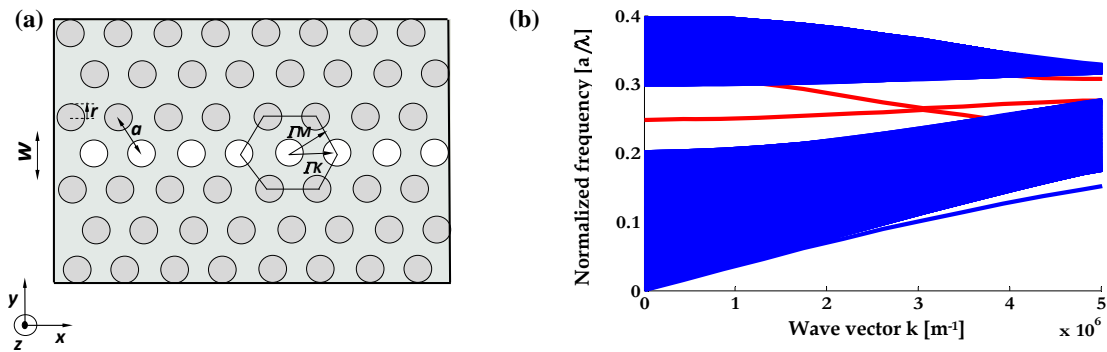 (a)
r
a
W
ΓM
ΓK
y
z
x
(b)
Normalized frequency [a/λ]
0.4
0.3
0.2
0.1
0
0 1 2 3 4 5
Wave vector k [m⁻¹]
x 10⁶